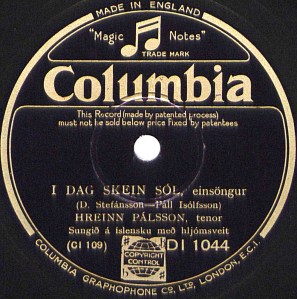 MADE IN ENGLAND
"Magic Notes"
TRADE MARK
Columbia
This Record (made by patented process)
must not be sold below price fixed by patentees
I DAG SKEIN SÓL, einsöngur
(D. Stefánsson—Páll Isólfsson)
HREINN PÁLSSON, tenor
Sungið á íslensku með hljómsveit
(CI 109)
DI 1044
COPYRIGHT
CONTROL
COLUMBIA GRAPHOPHONE CO, LTD, LONDON, E.C.1.